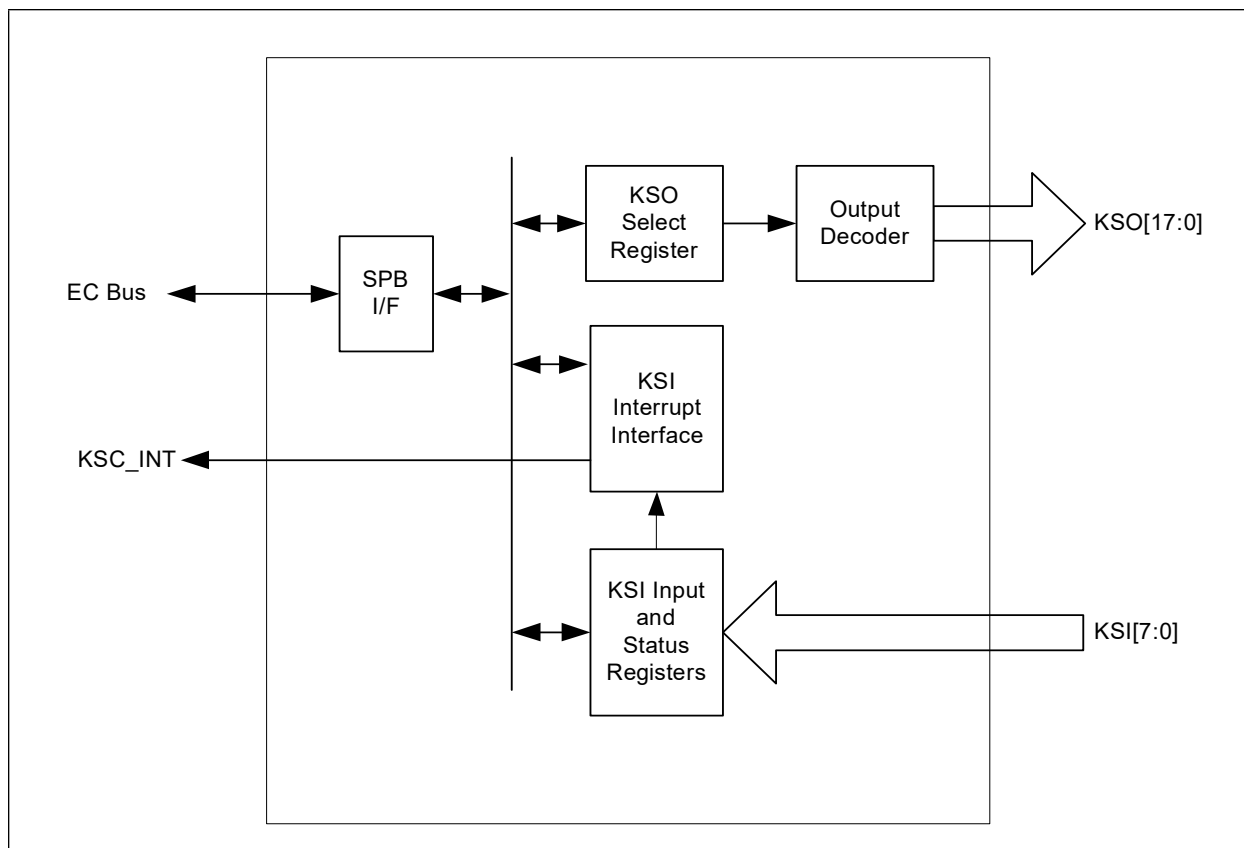 KSO
Select
Register
Output
Decoder
KSO[17:0]
EC Bus
SPB
I/F
KSI
Interrupt
Interface
KSC_INT
KSI Input
and
Status
Registers
KSI[7:0]